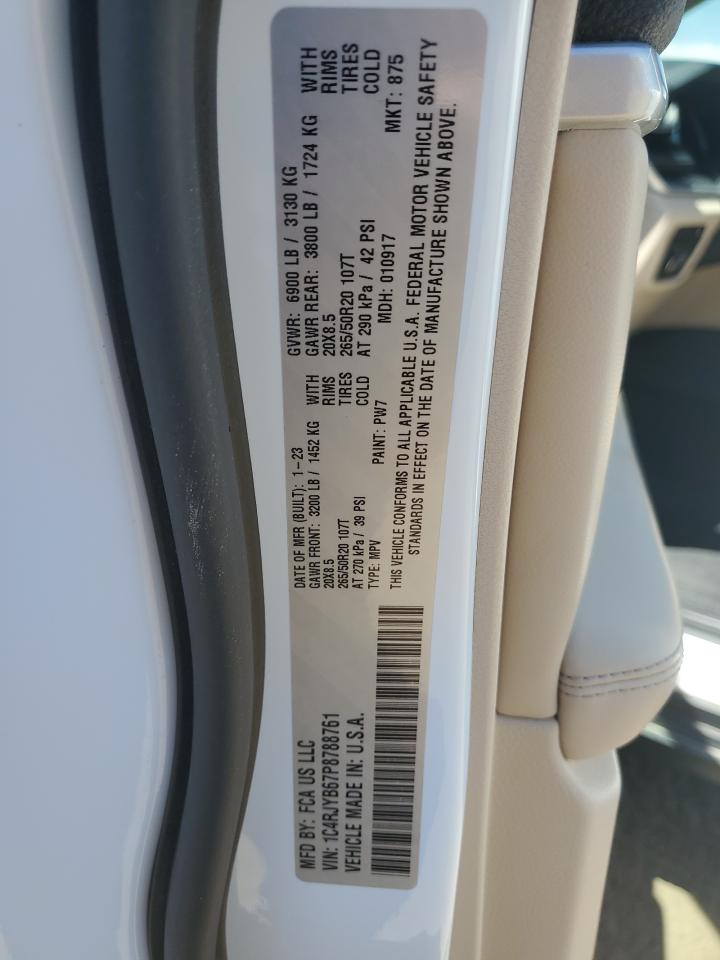 MFD BY: FCA US LLC
VIN: 1C4RJYB67P8788761
VEHICLE MADE IN: U.S.A.
DATE OF MFR (BUILT): 1-23 GVWR: 6900 LB / 3130 KG
GAWR FRONT: 3200 LB / 1452 KG WITH GAWR REAR: 3800 LB / 1724 KG WITH
20X8.5 RIMS 20X8.5 RIMS
265/50R20 107T TIRES 265/50R20 107T TIRES
AT 270 kPa / 39 PSI COLD AT 290 kPa / 42 PSI COLD
TYPE: MPV PAINT: PW7 MDH: 010917 MKT: 875
THIS VEHICLE CONFORMS TO ALL APPLICABLE U.S.A. FEDERAL MOTOR VEHICLE SAFETY
STANDARDS IN EFFECT ON THE DATE OF MANUFACTURE SHOWN ABOVE.